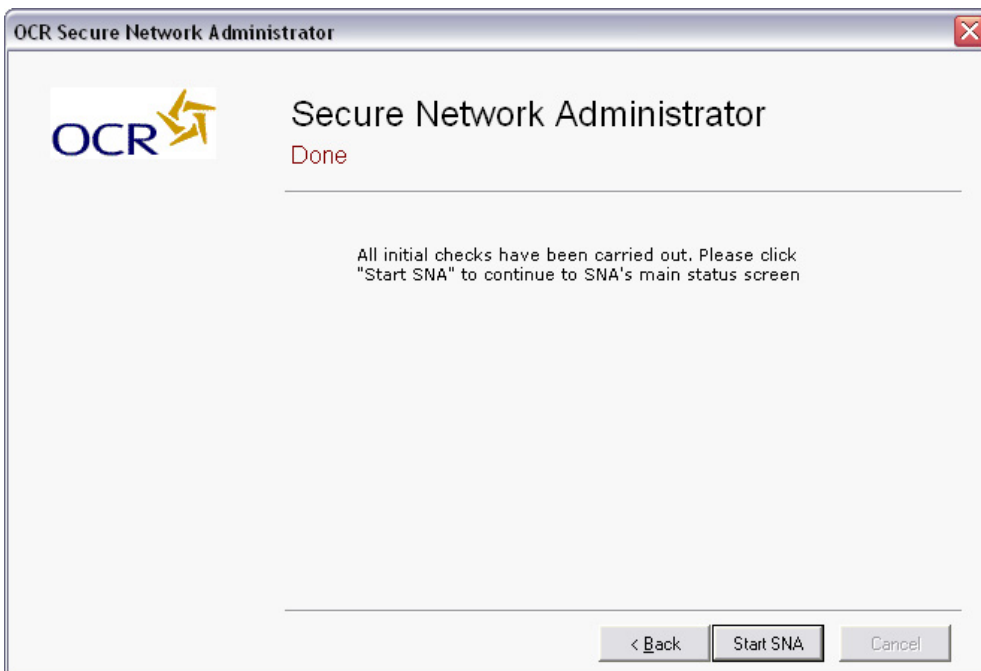 OCR Secure Network Administrator
OCR
Secure Network Administrator
Done
All initial checks have been carried out. Please click
"Start SNA" to continue to SNA's main status screen
< Back
Start SNA
Cancel